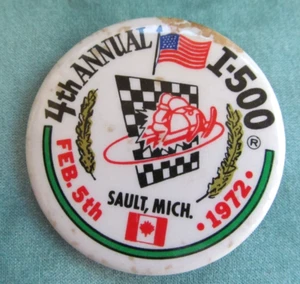 4th ANNUAL I-500
®
SAULT, MICH.
FEB. 5th • 1972 •